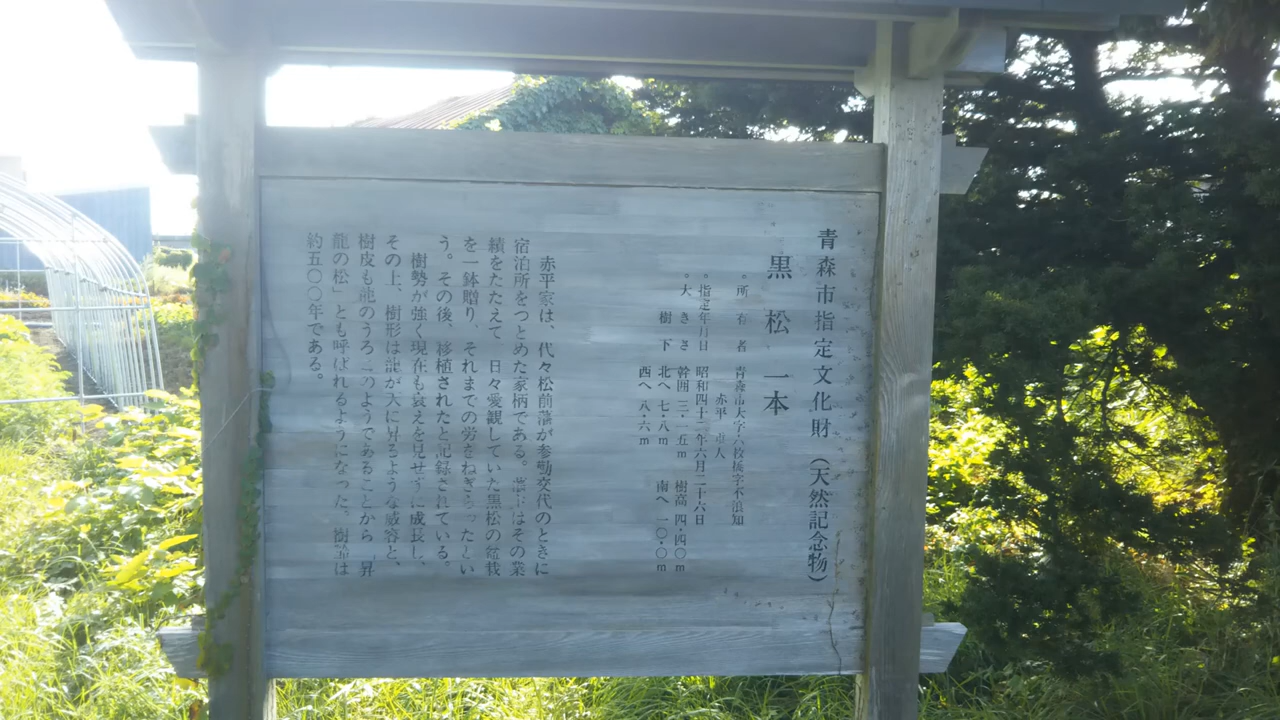 青森市指定文化財（天然記念物）
黒松 一本
○所有者 青森市大字六枚橋字不浪知
赤平 重人
○指定年月日 昭和四十二年六月二十六日
○大きさ 幹囲 三・一五m 樹高 四・四〇m
樹下 北へ 七・八m 南へ 一〇・〇m
西へ 八・六m
赤平家は、代々松前藩が参勤交代のときに
宿泊所をつとめた家柄である。藩主はその業
績をたたえて 日々愛観していた黒松の盆栽
を一鉢贈り、それまでの労をねぎらったとい
う。その後、移植されたと記録されている。
樹勢が強く現在も衰えを見せずに成長し、
その上、樹形は龍が天に昇るような威容と、
樹皮も龍のうろこのようであることから「昇
龍の松」とも呼ばれるようになった。樹齢は
約五〇〇年である。